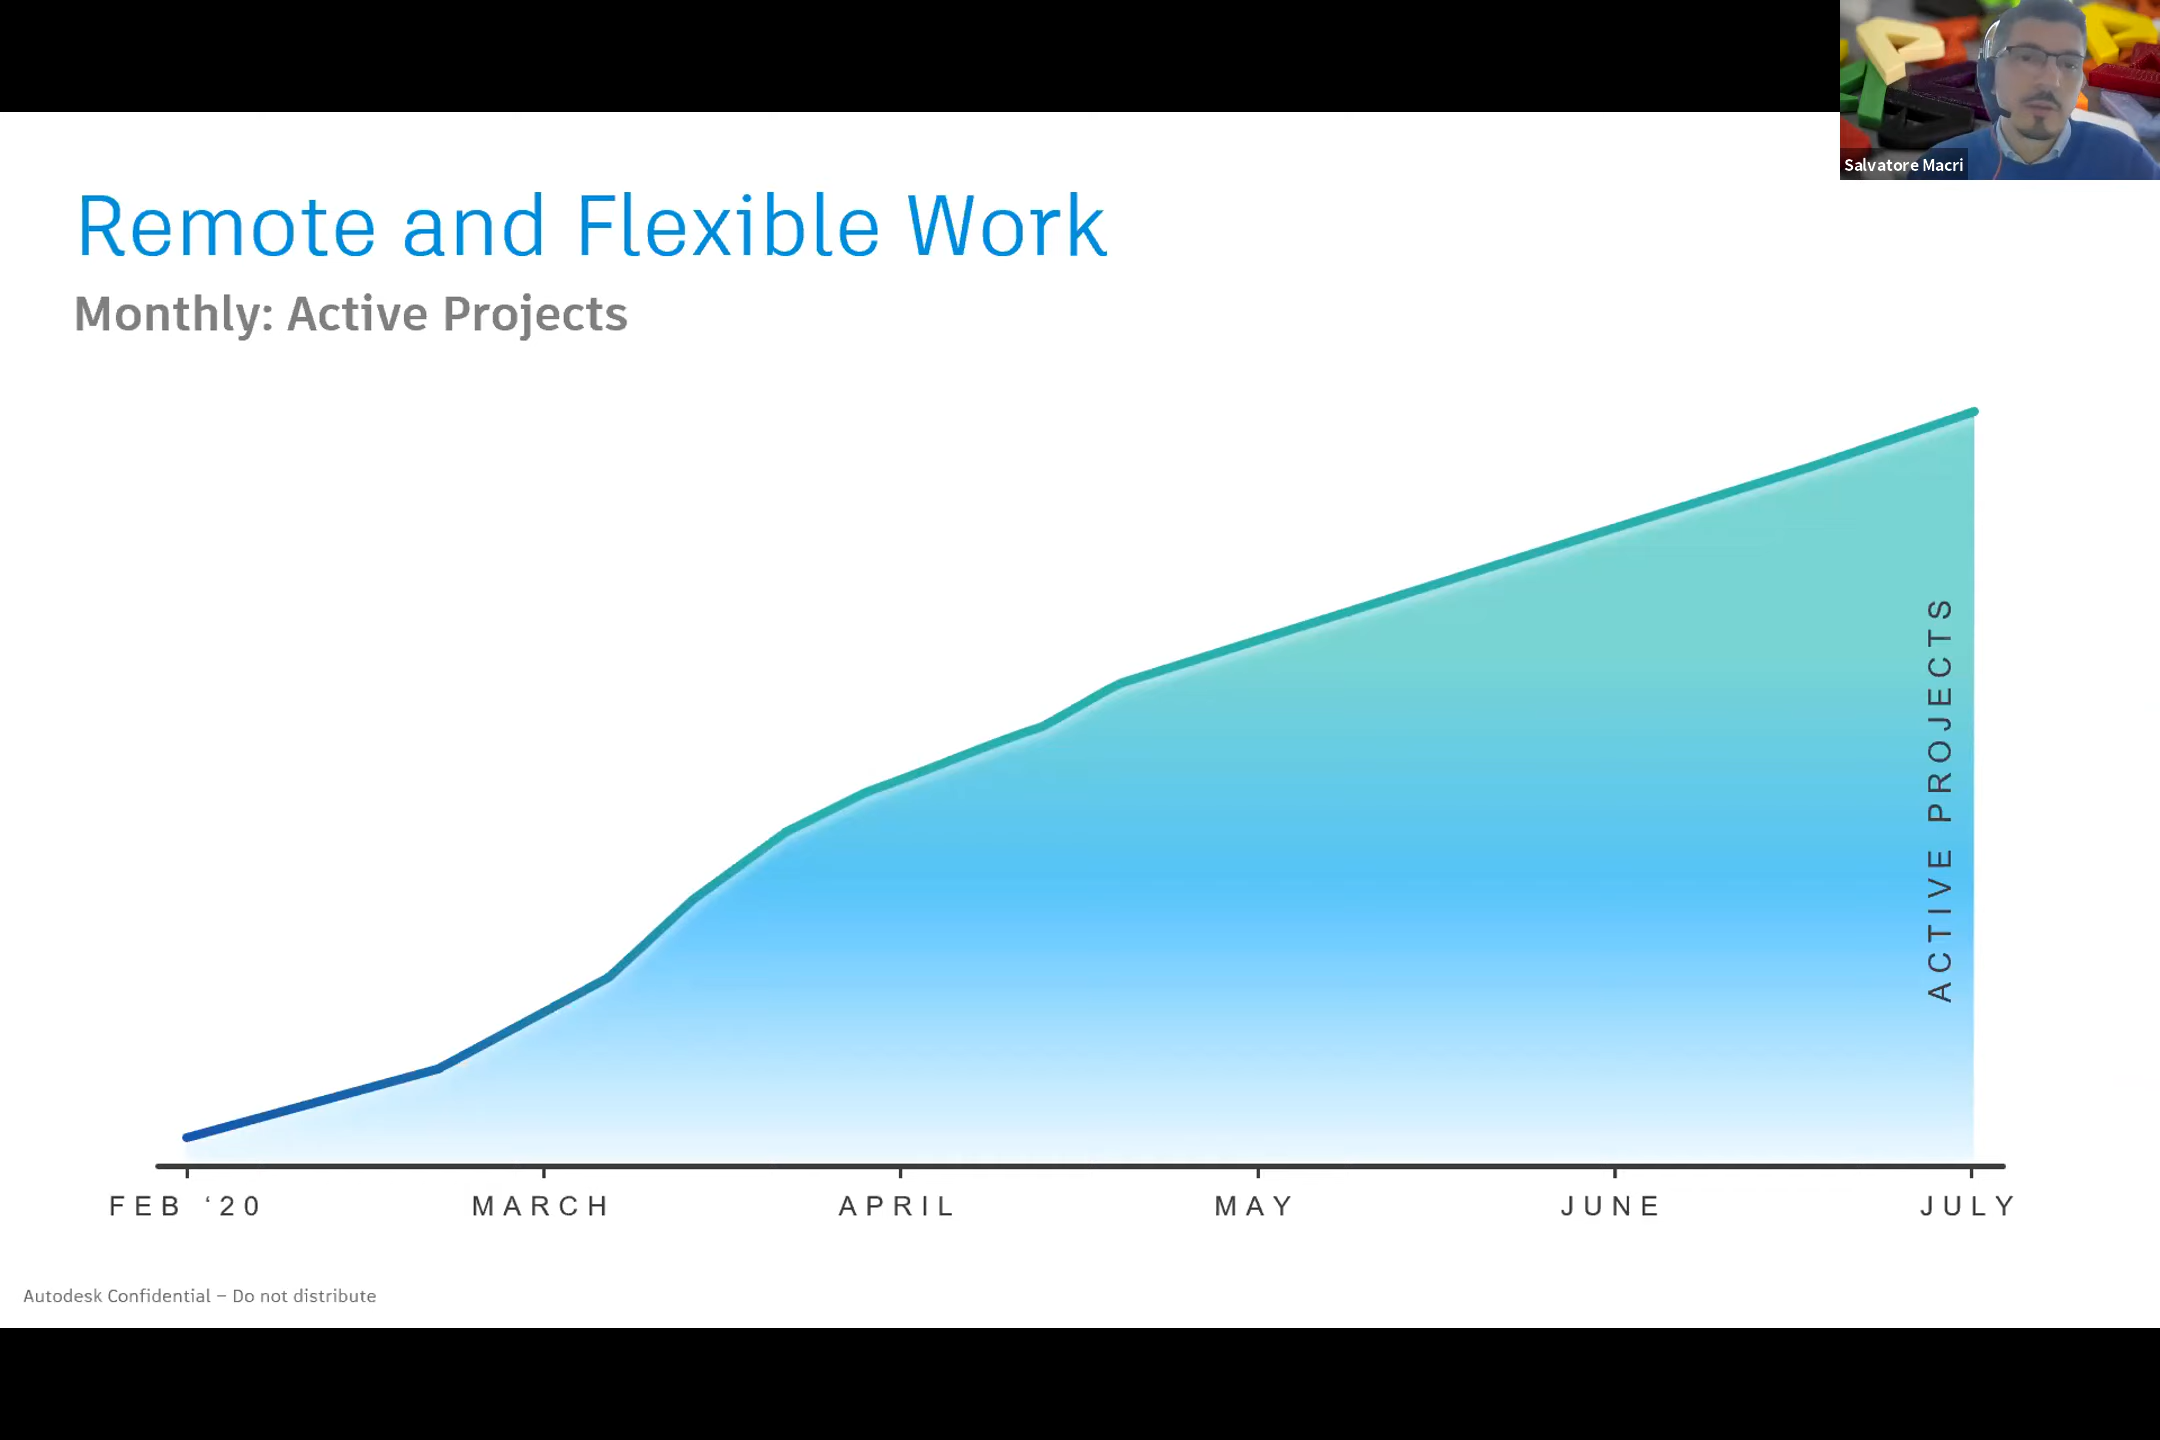 Salvatore Macri
Remote and Flexible Work
Monthly: Active Projects
ACTIVE PROJECTS
FEB ‘20 MARCH APRIL MAY JUNE JULY
Autodesk Confidential – Do not distribute